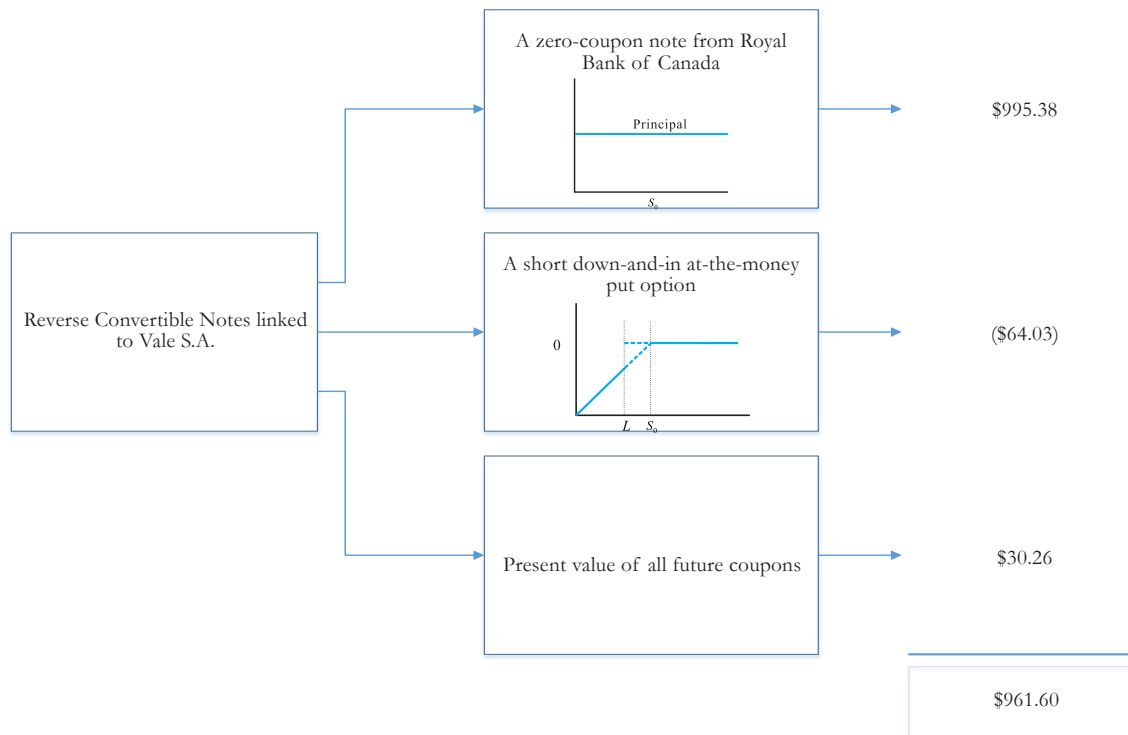 A zero-coupon note from Royal
Bank of Canada
Principal
S₀
$995.38
Reverse Convertible Notes linked
to Vale S.A.
A short down-and-in at-the-money
put option
0
L S₀
($64.03)
Present value of all future coupons
$30.26
$961.60